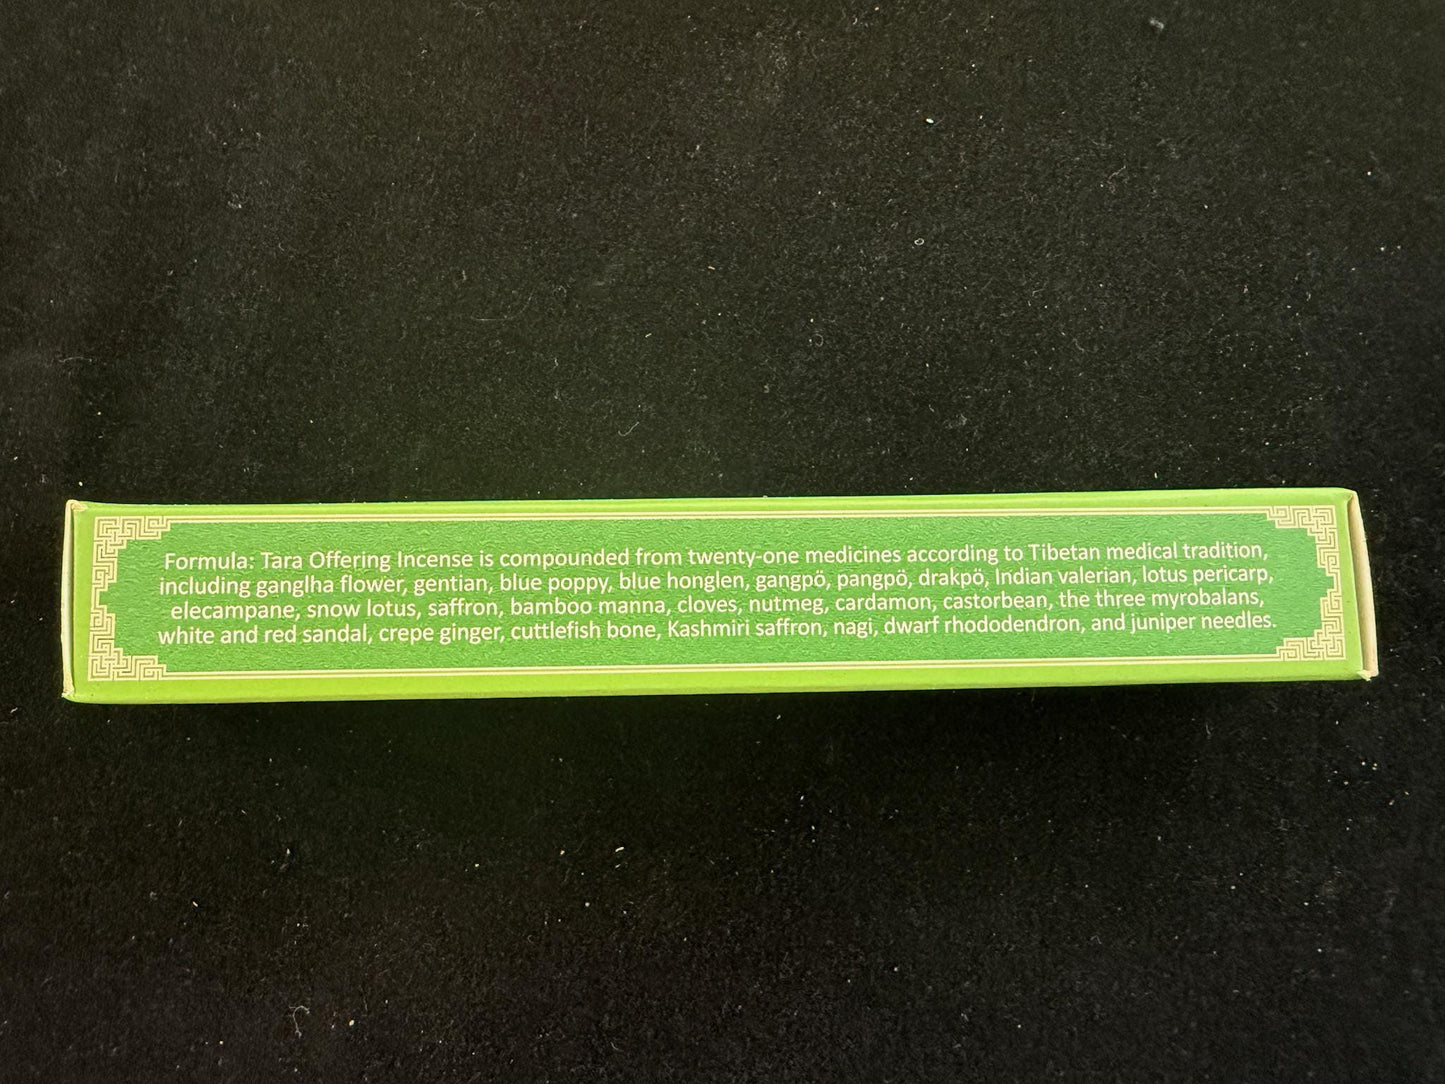 Formula: Tara Offering Incense is compounded from twenty-one medicines according to Tibetan medical tradition,
including ganglha flower, gentian, blue poppy, blue honglen, gangpö, pangpö, drakpö, Indian valerian, lotus pericarp,
elecampane, snow lotus, saffron, bamboo manna, cloves, nutmeg, cardamon, castorbean, the three myrobalans,
white and red sandal, crepe ginger, cuttlefish bone, Kashmiri saffron, nagi, dwarf rhododendron, and juniper needles.